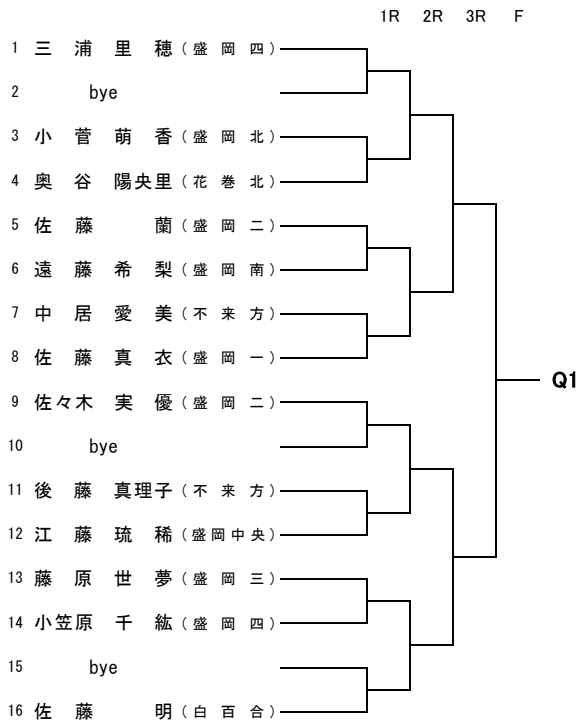 1R 2R 3R F
1 三浦里穂(盛岡四)
2 bye
3 小菅萌香(盛岡北)
4 奥谷陽央里(花巻北)
5 佐藤蘭(盛岡二)
6 遠藤希梨(盛岡南)
7 中居愛美(不来方)
8 佐藤真衣(盛岡一)
Q1
9 佐々木実優(盛岡二)
10 bye
11 後藤真理子(不来方)
12 江藤琉稀(盛岡中央)
13 藤原世夢(盛岡三)
14 小笠原千紘(盛岡四)
15 bye
16 佐藤明(白百合)